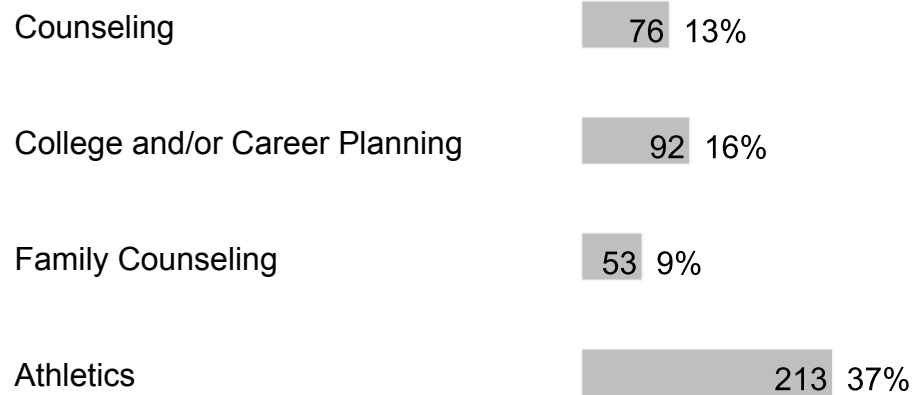 Counseling 76 13%
College and/or Career Planning 92 16%
Family Counseling 53 9%
Athletics 213 37%